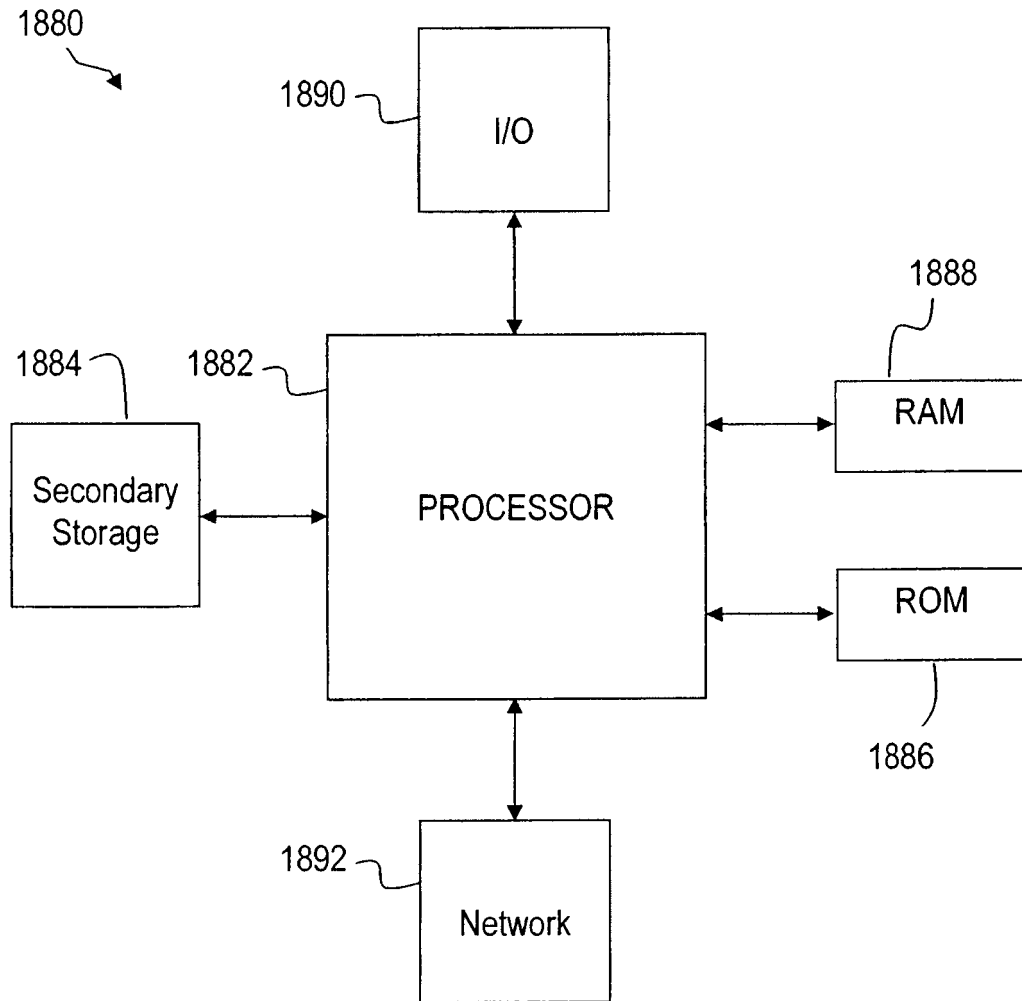 1880
1890
I/O
1888
1884
1882
RAM
Secondary
Storage
PROCESSOR
ROM
1886
1892
Network